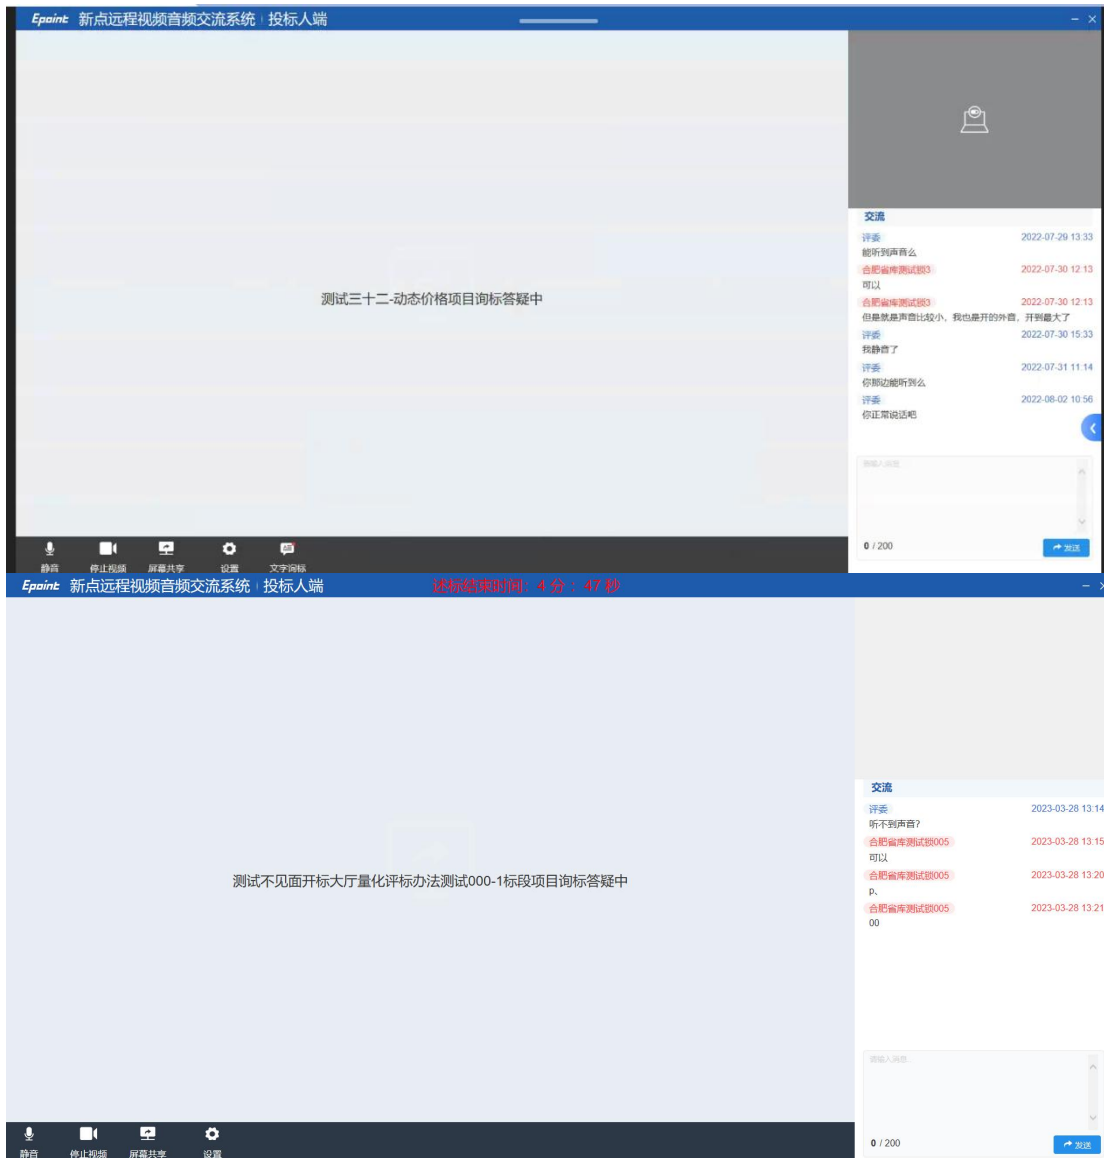 Epoint 新点远程视频音频交流系统 | 投标人端
交流
评委 2022-07-29 13:33
能听到声音么
合肥省库测试锁3 2022-07-30 12:13
可以
合肥省库测试锁3 2022-07-30 12:13
但是就是声音比较小，我也是开的外音，开到最大了
评委 2022-07-30 15:33
我静音了
评委 2022-07-31 11:14
你那边能听到么
评委 2022-08-02 10:56
你正常说话吧
测试三十二-动态价格项目询标答疑中
请输入消息
0 / 200 发送
静音 停止视频 屏幕共享 设置 文字询标
Epoint 新点远程视频音频交流系统 | 投标人端 述标结束时间：4 分 ：47 秒
交流
评委 2023-03-28 13:14
听不到声音？
合肥省库测试锁005 2023-03-28 13:15
可以
合肥省库测试锁005 2023-03-28 13:20
p、
合肥省库测试锁005 2023-03-28 13:21
00
测试不见面开标大厅量化评标办法测试000-1标段项目询标答疑中
请输入消息
0 / 200 发送
静音 停止视频 屏幕共享 设置